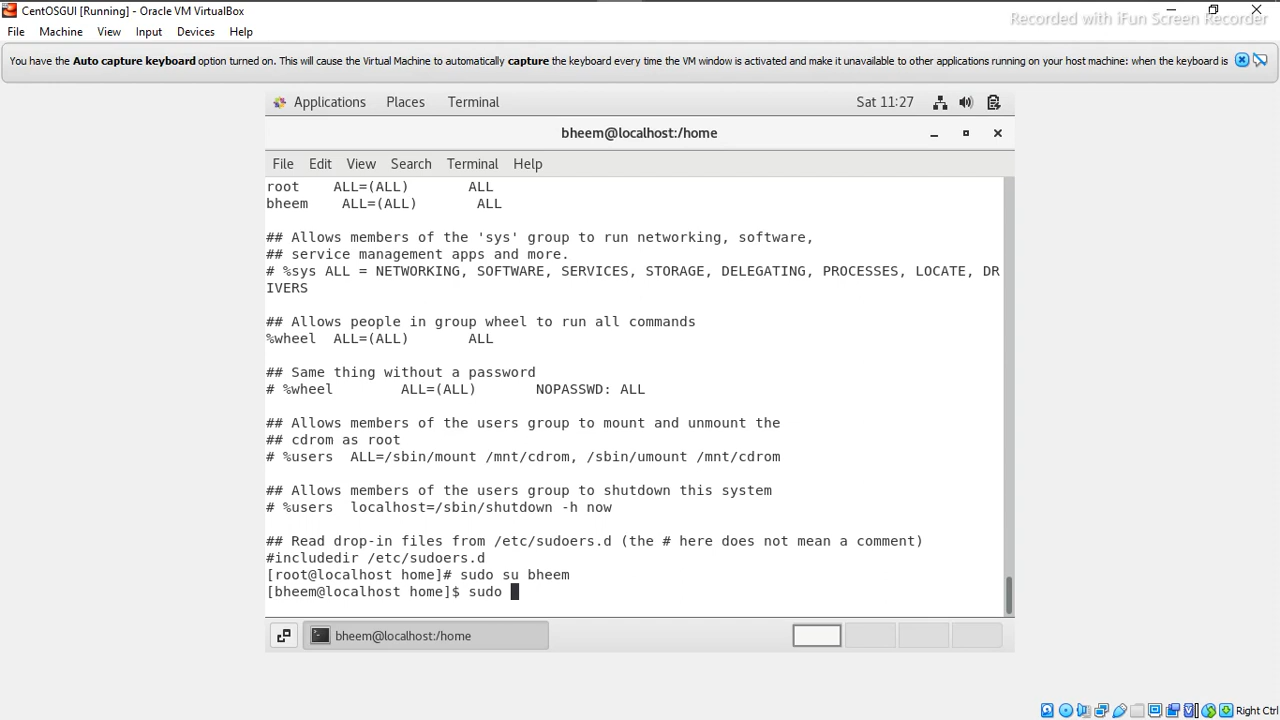 CentOSGUI [Running] - Oracle VM VirtualBox
Recorded with iFun Screen Recorder
File Machine View Input Devices Help
You have the Auto capture keyboard option turned on. This will cause the Virtual Machine to automatically capture the keyboard every time the VM window is activated and make it unavailable to other applications running on your host machine: when the keyboard is
Applications Places Terminal Sat 11:27
bheem@localhost:/home
File Edit View Search Terminal Help
root    ALL=(ALL)       ALL
bheem    ALL=(ALL)       ALL
## Allows members of the 'sys' group to run networking, software,
## service management apps and more.
# %sys ALL = NETWORKING, SOFTWARE, SERVICES, STORAGE, DELEGATING, PROCESSES, LOCATE, DR
IVERS
## Allows people in group wheel to run all commands
%wheel  ALL=(ALL)       ALL
## Same thing without a password
# %wheel        ALL=(ALL)       NOPASSWD: ALL
## Allows members of the users group to mount and unmount the
## cdrom as root
# %users  ALL=/sbin/mount /mnt/cdrom, /sbin/umount /mnt/cdrom
## Allows members of the users group to shutdown this system
# %users  localhost=/sbin/shutdown -h now
## Read drop-in files from /etc/sudoers.d (the # here does not mean a comment)
#includedir /etc/sudoers.d
[root@localhost home]# sudo su bheem
[bheem@localhost home]$ sudo
bheem@localhost:/home
Right Ctrl